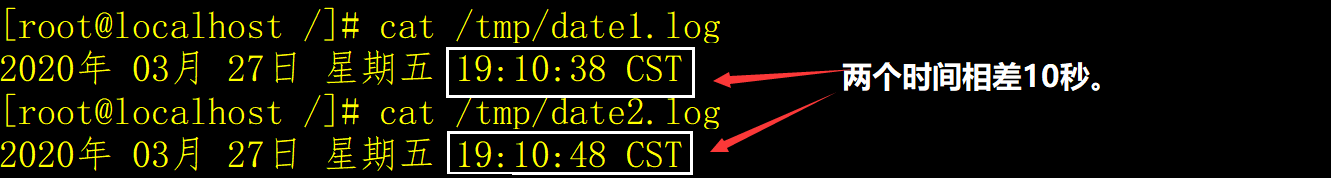 [root@localhost /]# cat /tmp/date1.log
2020年 03月 27日 星期五 19:10:38 CST
两个时间相差10秒。
[root@localhost /]# cat /tmp/date2.log
2020年 03月 27日 星期五 19:10:48 CST